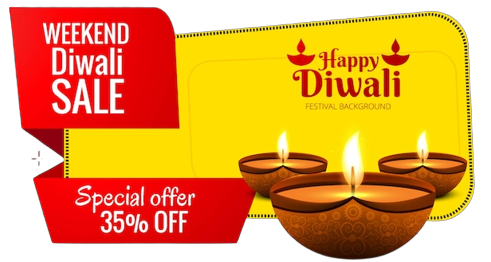 WEEKEND
Diwali
SALE
Happy
Diwali
FESTIVAL BACKGROUND
Special offer
35% OFF